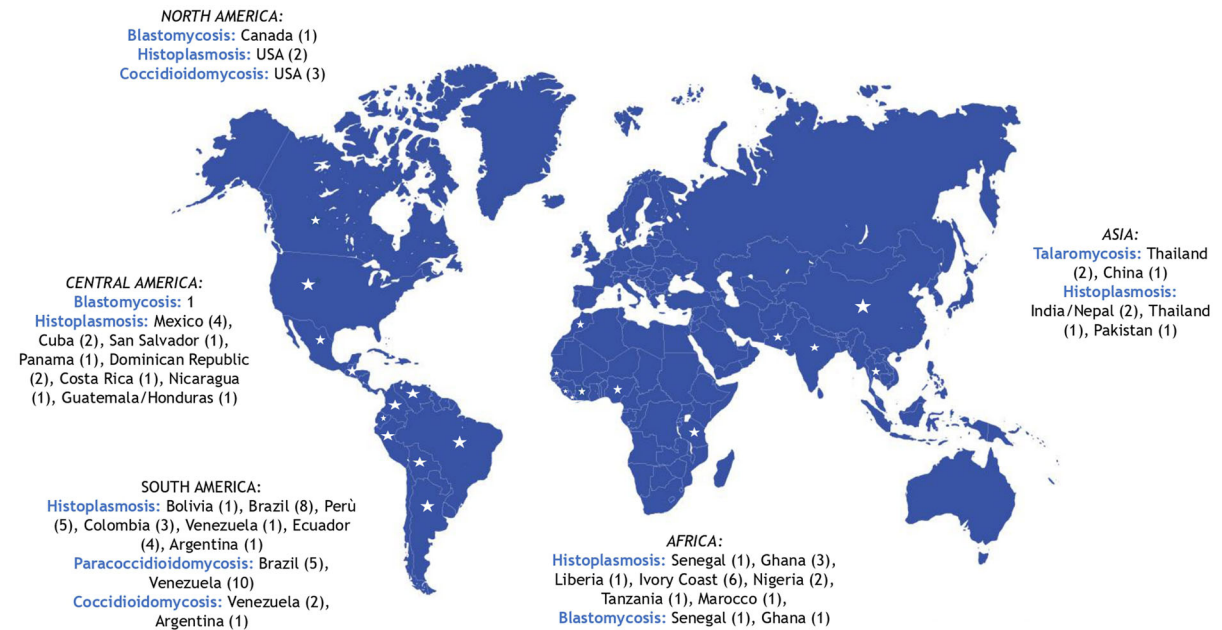 NORTH AMERICA:
Blastomycosis: Canada (1)
Histoplasmosis: USA (2)
Coccidioidomycosis: USA (3)
CENTRAL AMERICA:
Blastomycosis: 1
Histoplasmosis: Mexico (4),
Cuba (2), San Salvador (1),
Panama (1), Dominican Republic
(2), Costa Rica (1), Nicaragua
(1), Guatemala/Honduras (1)
SOUTH AMERICA:
Histoplasmosis: Bolivia (1), Brazil (8), Perù
(5), Colombia (3), Venezuela (1), Ecuador
(4), Argentina (1)
Paracoccidioidomycosis: Brazil (5),
Venezuela (10)
Coccidioidomycosis: Venezuela (2),
Argentina (1)
AFRICA:
Histoplasmosis: Senegal (1), Ghana (3),
Liberia (1), Ivory Coast (6), Nigeria (2),
Tanzania (1), Marocco (1),
Blastomycosis: Senegal (1), Ghana (1)
ASIA:
Talaromycosis: Thailand
(2), China (1)
Histoplasmosis:
India/Nepal (2), Thailand
(1), Pakistan (1)